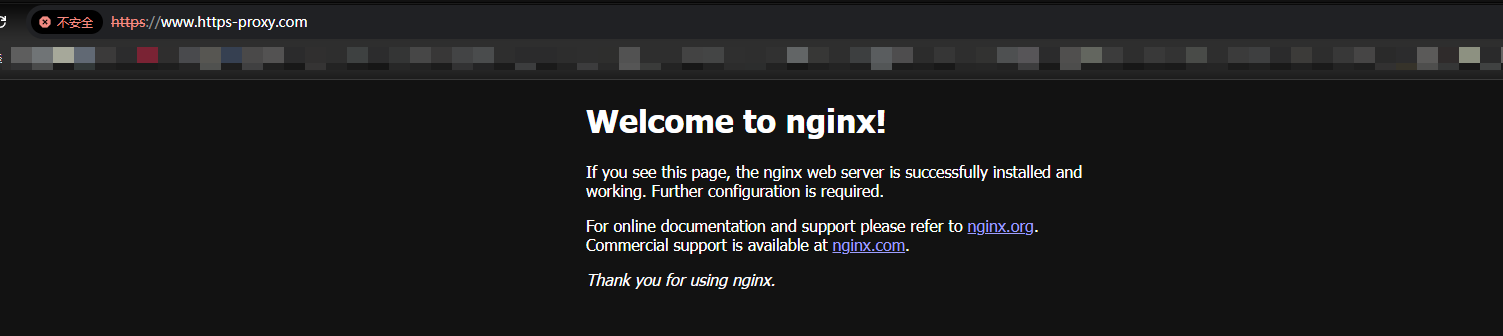 不安全 https://www.https-proxy.com
s
Welcome to nginx!
If you see this page, the nginx web server is successfully installed and
working. Further configuration is required.
For online documentation and support please refer to nginx.org.
Commercial support is available at nginx.com.
Thank you for using nginx.